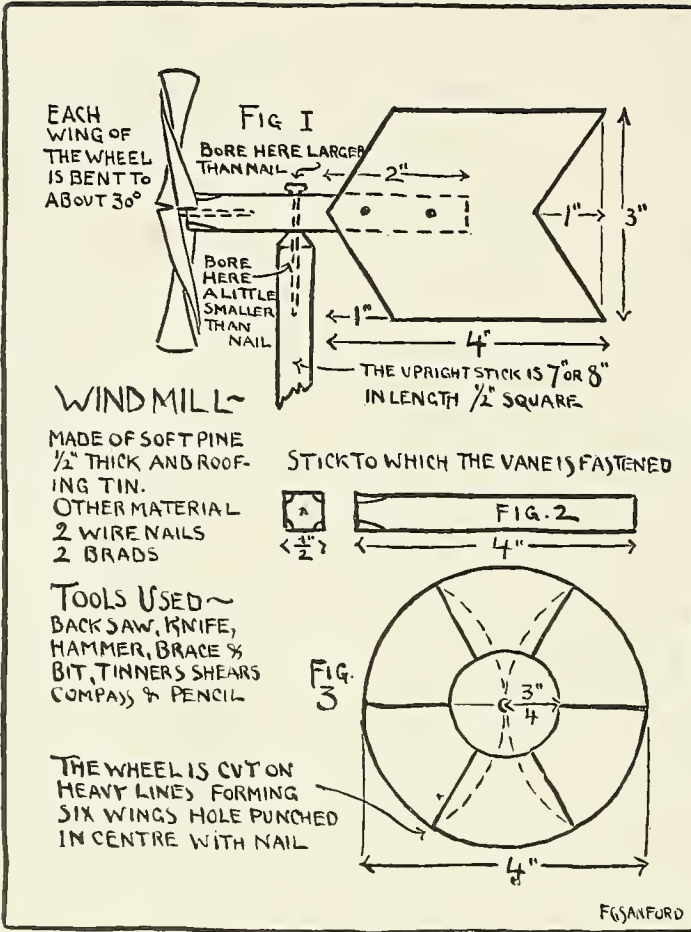 EACH
WING OF
THE WHEEL
IS BENT TO
ABOUT 30°
FIG I
BORE HERE LARGER
THAN NAIL
2"
1"
3"
BORE
HERE
A LITTLE
SMALLER
THAN
NAIL
1"
4"
THE UPRIGHT STICK IS 7" OR 8"
IN LENGTH 1/2" SQUARE
WINDMILL~
MADE OF SOFT PINE
1/2" THICK AND ROOF-
ING TIN.
OTHER MATERIAL
2 WIRE NAILS
2 BRADS
STICK TO WHICH THE VANE IS FASTENED
FIG. 2
1/2"
4"
TOOLS USED~
BACK SAW, KNIFE,
HAMMER, BRACE &
BIT, TINNERS SHEARS
COMPASS & PENCIL
FIG.
3
3/4"
THE WHEEL IS CUT ON
HEAVY LINES FORMING
SIX WINGS HOLE PUNCHED
IN CENTRE WITH NAIL
4"
FGSANFORD